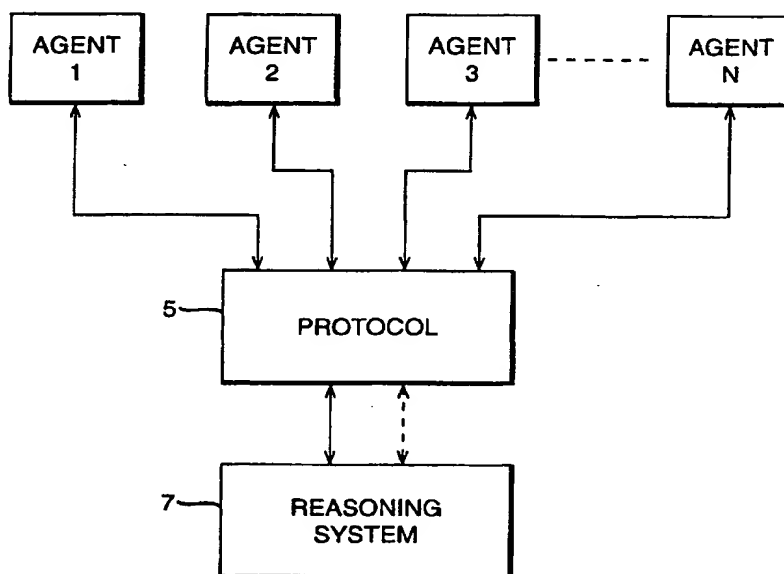 AGENT
1
AGENT
2
AGENT
3
AGENT
N
5
PROTOCOL
7
REASONING
SYSTEM